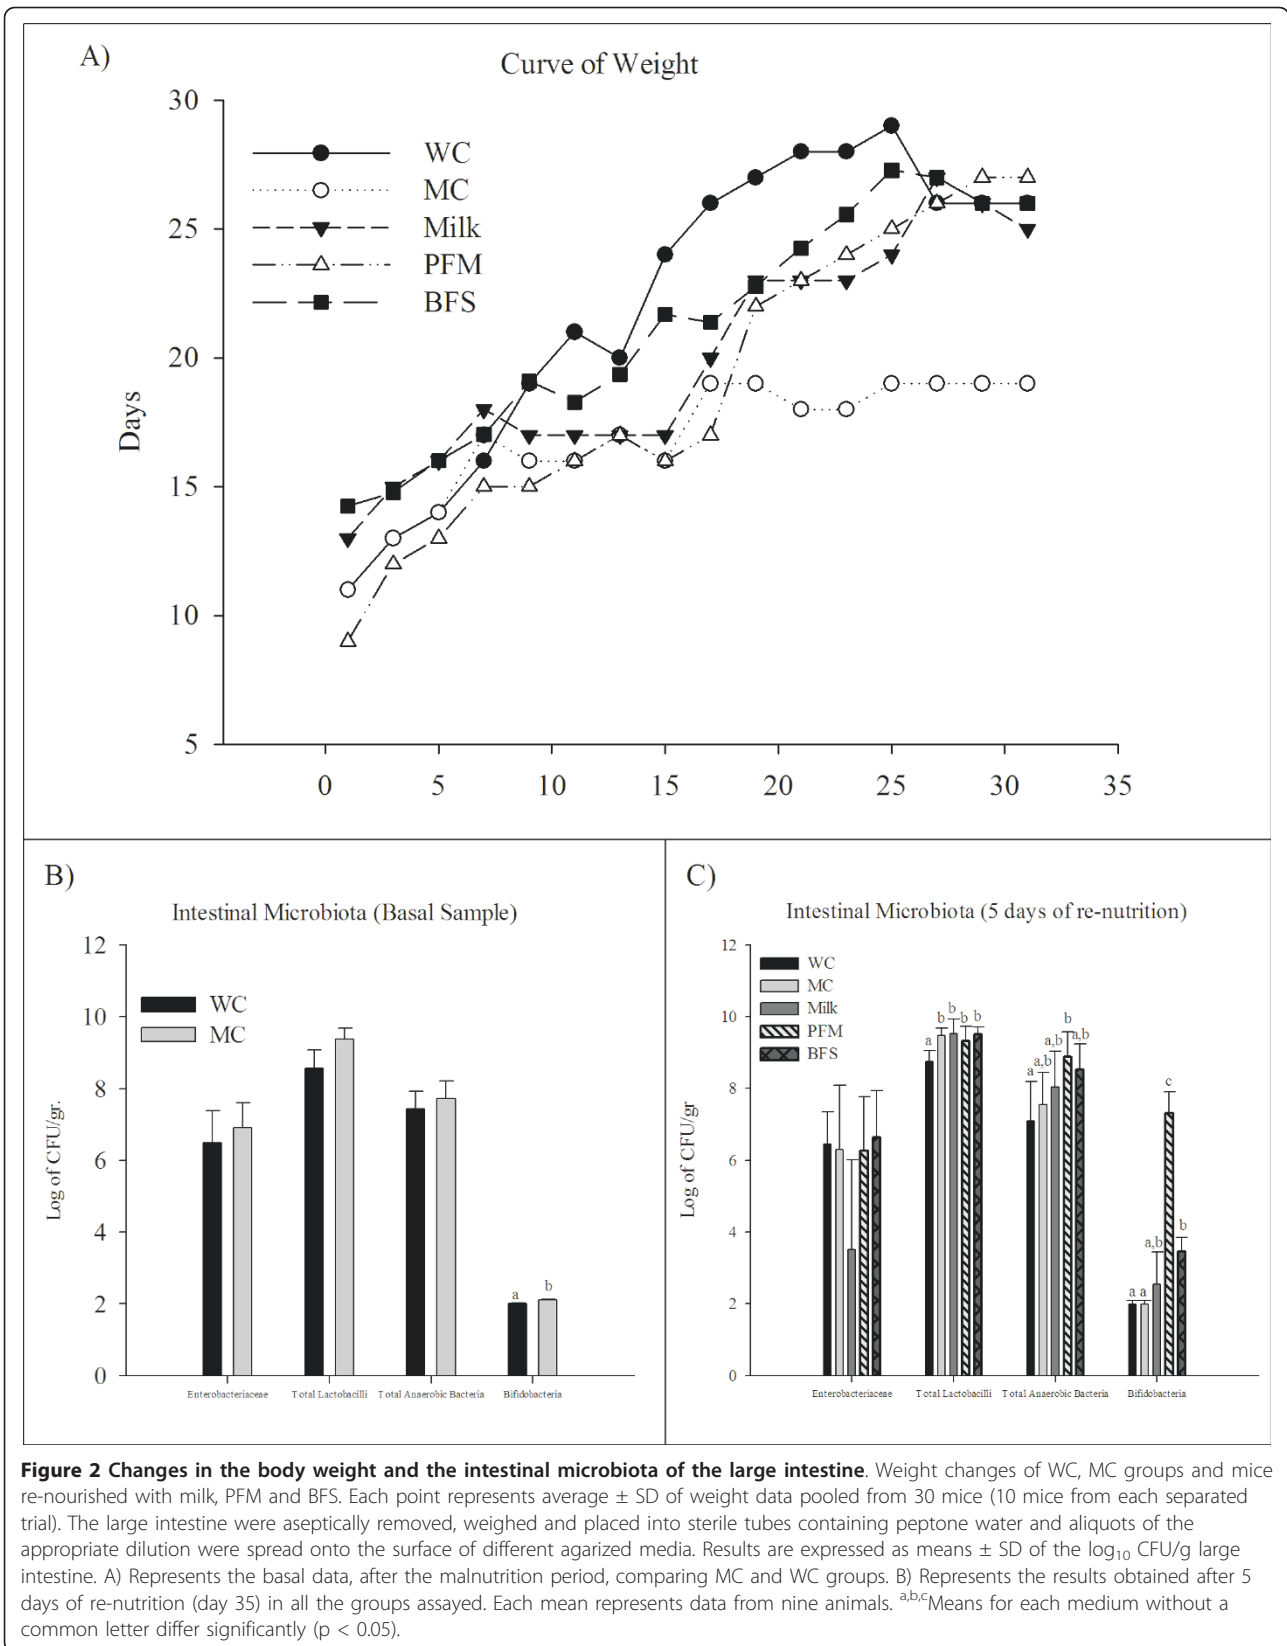 A)
Curve of Weight
30
25
20
15
10
5
Days
WC
MC
Milk
PFM
BFS
0 5 10 15 20 25 30 35
B)
Intestinal Microbiota (Basal Sample)
12
10
8
6
4
2
0
Log of CFU/gr.
WC
MC
a b
Enterobacteriaceae Total Lactobacilli Total Anaerobic Bacteria Bifidobacteria
C)
Intestinal Microbiota (5 days of re-nutrition)
12
10
8
6
4
2
0
Log of CFU/gr
WC
MC
Milk
PFM
BFS
a b b b b
a a,b a,b b a,b
a a a,b c b
Enterobacteriaceae Total Lactobacilli Total Anaerobic Bacteria Bifidobacteria
Figure 2 Changes in the body weight and the intestinal microbiota of the large intestine. Weight changes of WC, MC groups and mice
re-nourished with milk, PFM and BFS. Each point represents average ± SD of weight data pooled from 30 mice (10 mice from each separated
trial). The large intestine were aseptically removed, weighed and placed into sterile tubes containing peptone water and aliquots of the
appropriate dilution were spread onto the surface of different agarized media. Results are expressed as means ± SD of the log10 CFU/g large
intestine. A) Represents the basal data, after the malnutrition period, comparing MC and WC groups. B) Represents the results obtained after 5
days of re-nutrition (day 35) in all the groups assayed. Each mean represents data from nine animals. a,b,cMeans for each medium without a
common letter differ significantly (p < 0.05).